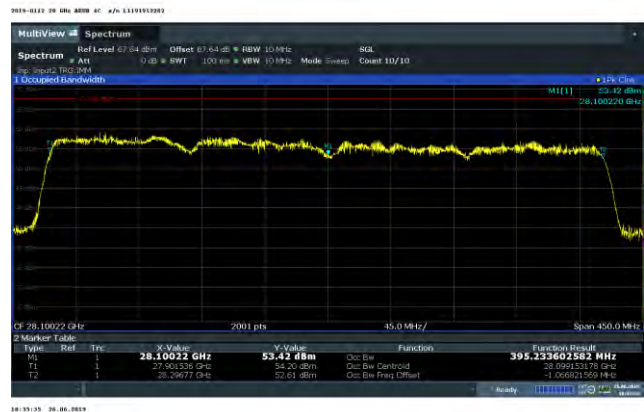 MultiView Spectrum
Spectrum Ref Level 67.64 dBm Offset 67.64 dB RBW 10 MHz SGL
Att 0 dB SWT 100 ms VBW 10 MHz Mode Sweep Count 10/10
1 Occupied Bandwidth 1Pk Clrw
M1[1] 53.42 dBm
28.100220 GHz
M1
CF 28.10022 GHz 2001 pts 45.0 MHz/ Span 450.0 MHz
2 Marker Table
Type Ref Trc X-Value Y-Value Function Function Result
M1 1 28.10022 GHz 53.42 dBm Occ Bw 395.233602582 MHz
T1 1 27.901536 GHz 54.20 dBm Occ Bw Centroid 28.099153178 GHz
T2 1 28.29677 GHz 52.61 dBm Occ Bw Freq Offset -1.066821569 MHz
Ready
18:35:35 26.06.2019